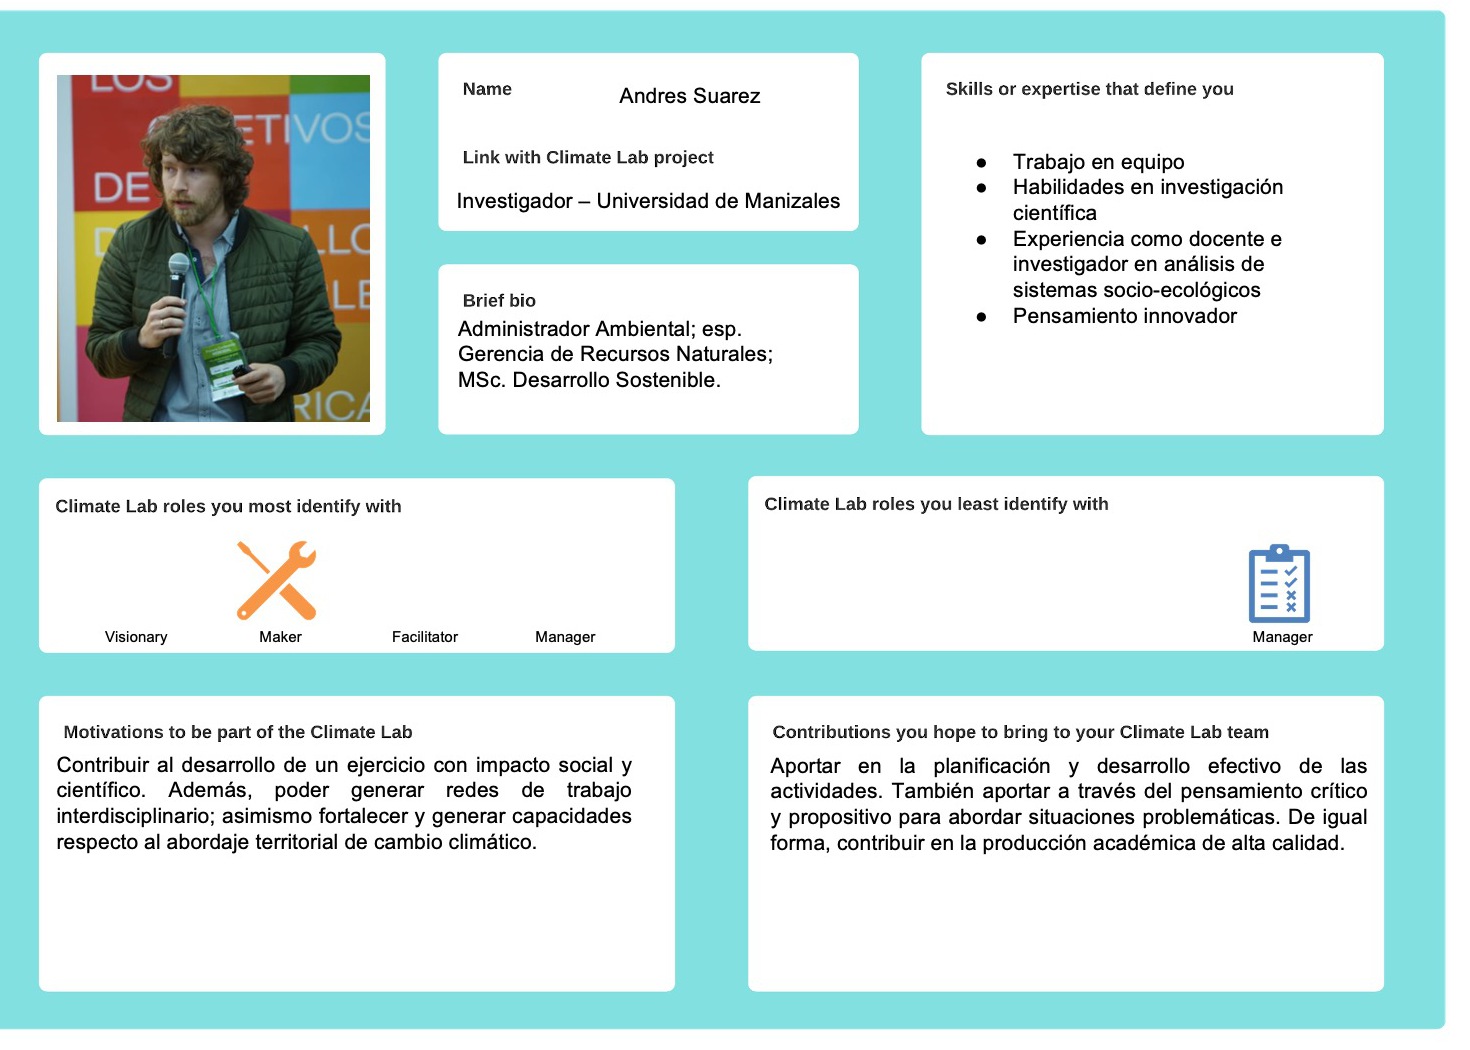 LOS
OBJETIVOS
DE
Name
Andres Suarez
Link with Climate Lab project
Investigador – Universidad de Manizales
Brief bio
Administrador Ambiental; esp.
Gerencia de Recursos Naturales;
MSc. Desarrollo Sostenible.
Skills or expertise that define you
● Trabajo en equipo
● Habilidades en investigación
científica
● Experiencia como docente e
investigador en análisis de
sistemas socio-ecológicos
● Pensamiento innovador
Climate Lab roles you most identify with
Visionary Maker Facilitator Manager
Climate Lab roles you least identify with
Manager
Motivations to be part of the Climate Lab
Contribuir al desarrollo de un ejercicio con impacto social y
científico. Además, poder generar redes de trabajo
interdisciplinario; asimismo fortalecer y generar capacidades
respecto al abordaje territorial de cambio climático.
Contributions you hope to bring to your Climate Lab team
Aportar en la planificación y desarrollo efectivo de las
actividades. También aportar a través del pensamiento crítico
y propositivo para abordar situaciones problemáticas. De igual
forma, contribuir en la producción académica de alta calidad.